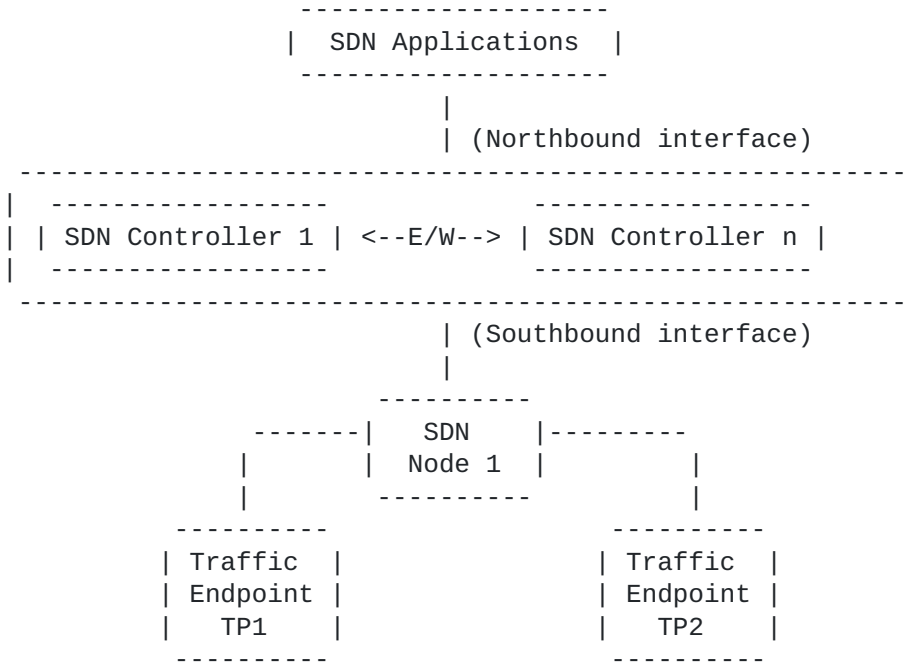 SDN Applications
(Northbound interface)
SDN Controller 1 <--E/W--> SDN Controller n
(Southbound interface)
SDN
Node 1
Traffic Traffic
Endpoint Endpoint
TP1 TP2